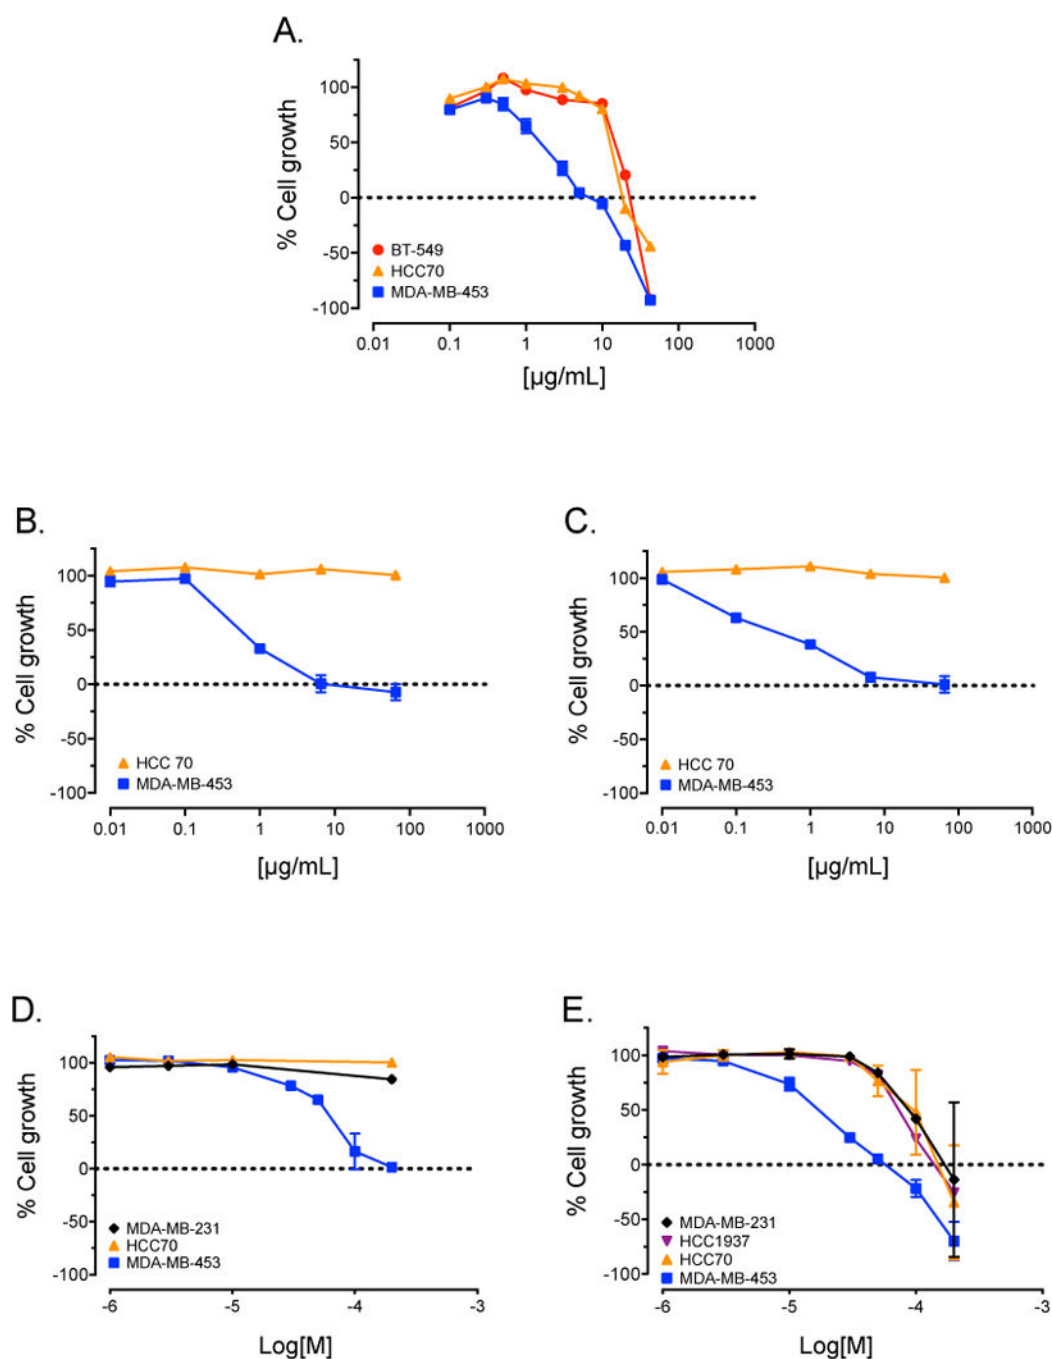 A.
% Cell growth
100
50
0
-50
-100
BT-549
HCC70
MDA-MB-453
0.01 0.1 1 10 100 1000
[µg/mL]
B.
% Cell growth
100
50
0
-50
-100
HCC 70
MDA-MB-453
0.01 0.1 1 10 100 1000
[µg/mL]
C.
% Cell growth
100
50
0
-50
-100
HCC 70
MDA-MB-453
0.01 0.1 1 10 100 1000
[µg/mL]
D.
% Cell growth
100
50
0
-50
-100
MDA-MB-231
HCC70
MDA-MB-453
-6 -5 -4 -3
Log[M]
E.
% Cell growth
100
50
0
-50
-100
MDA-MB-231
HCC1937
HCC70
MDA-MB-453
-6 -5 -4 -3
Log[M]